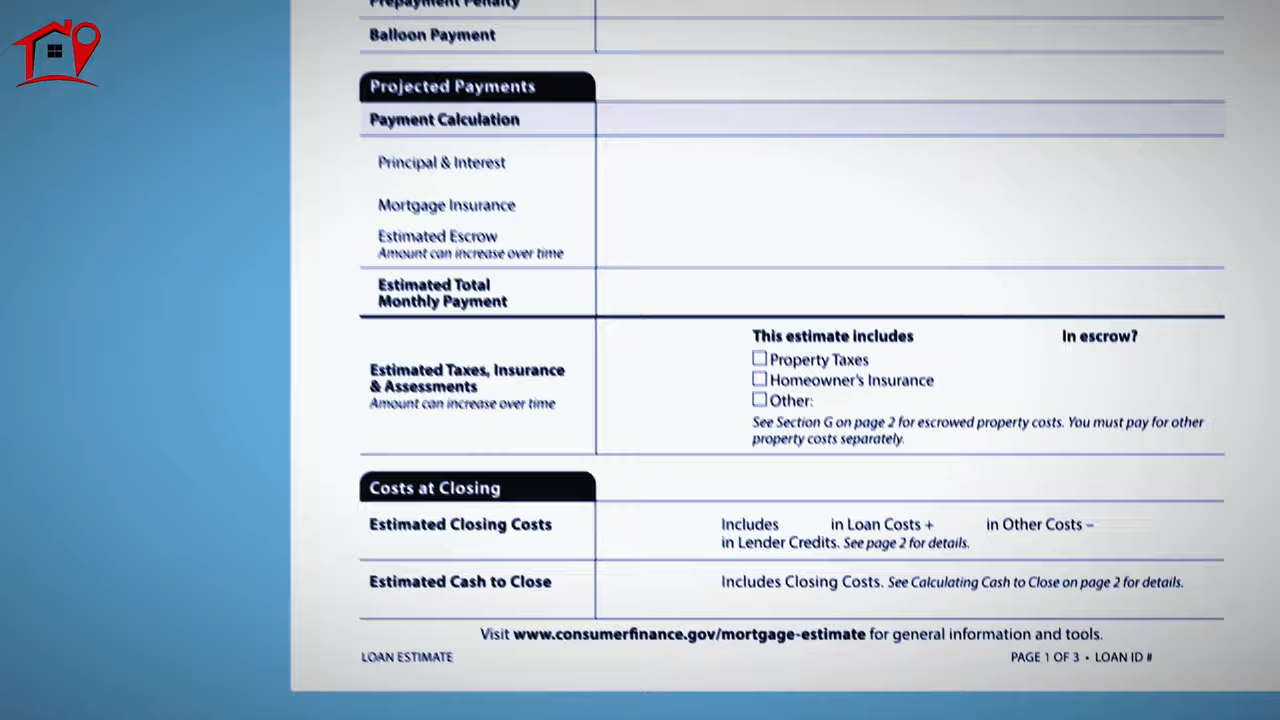 Prepayment Penalty
Balloon Payment
Projected Payments
Payment Calculation
Principal & Interest
Mortgage Insurance
Estimated Escrow
Amount can increase over time
Estimated Total
Monthly Payment
This estimate includes In escrow?
Property Taxes
Homeowner's Insurance
Other:
See Section G on page 2 for escrowed property costs. You must pay for other
property costs separately.
Estimated Taxes, Insurance
& Assessments
Amount can increase over time
Costs at Closing
Estimated Closing Costs
Includes in Loan Costs + in Other Costs –
in Lender Credits. See page 2 for details.
Estimated Cash to Close
Includes Closing Costs. See Calculating Cash to Close on page 2 for details.
Visit www.consumerfinance.gov/mortgage-estimate for general information and tools.
LOAN ESTIMATE
PAGE 1 OF 3 • LOAN ID #